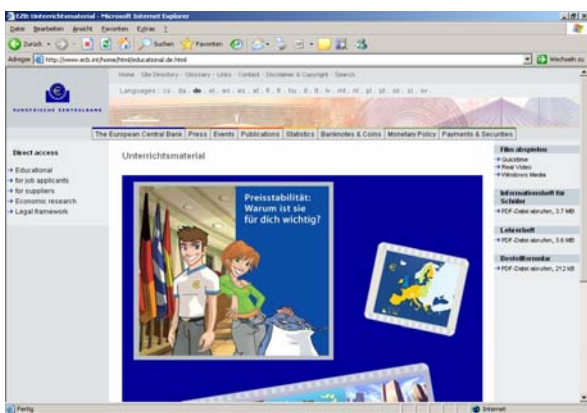 EZB: Unterrichtsmaterial - Microsoft Internet Explorer
Datei Bearbeiten Ansicht Favoriten Extras ?
Zurück Suchen Favoriten
Adresse http://www.ecb.int/home/html/educational.de.html Wechseln zu
Home Site Directory Glossary Links Contact Disclaimer & Copyright Search
Languages: cs . da . de . el . en . es . et . fi . fr . hu . it . lt . lv . mt . nl . pl . pt . sk . sl . sv
EUROPÄISCHE ZENTRALBANK
The European Central Bank Press Events Publications Statistics Banknotes & Coins Monetary Policy Payments & Securities
Direct access
Educational
for job applicants
for suppliers
Economic research
Legal framework
Unterrichtsmaterial
Preisstabilität:
Warum ist sie
für dich wichtig?
Film abspielen
Quicktime
Real Video
Windows Media
Informationsheft für
Schüler
PDF-Datei abrufen, 3.7 MB
Lehrerheft
PDF-Datei abrufen, 3.6 MB
Bestellformular
PDF-Datei abrufen, 212 kB
Fertig
Internet